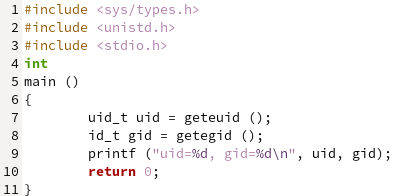 1 #include <sys/types.h>
2 #include <unistd.h>
3 #include <stdio.h>
4 int
5 main ()
6 {
7         uid_t uid = geteuid ();
8         id_t gid = getegid ();
9         printf ("uid=%d, gid=%d\n", uid, gid);
10         return 0;
11 }